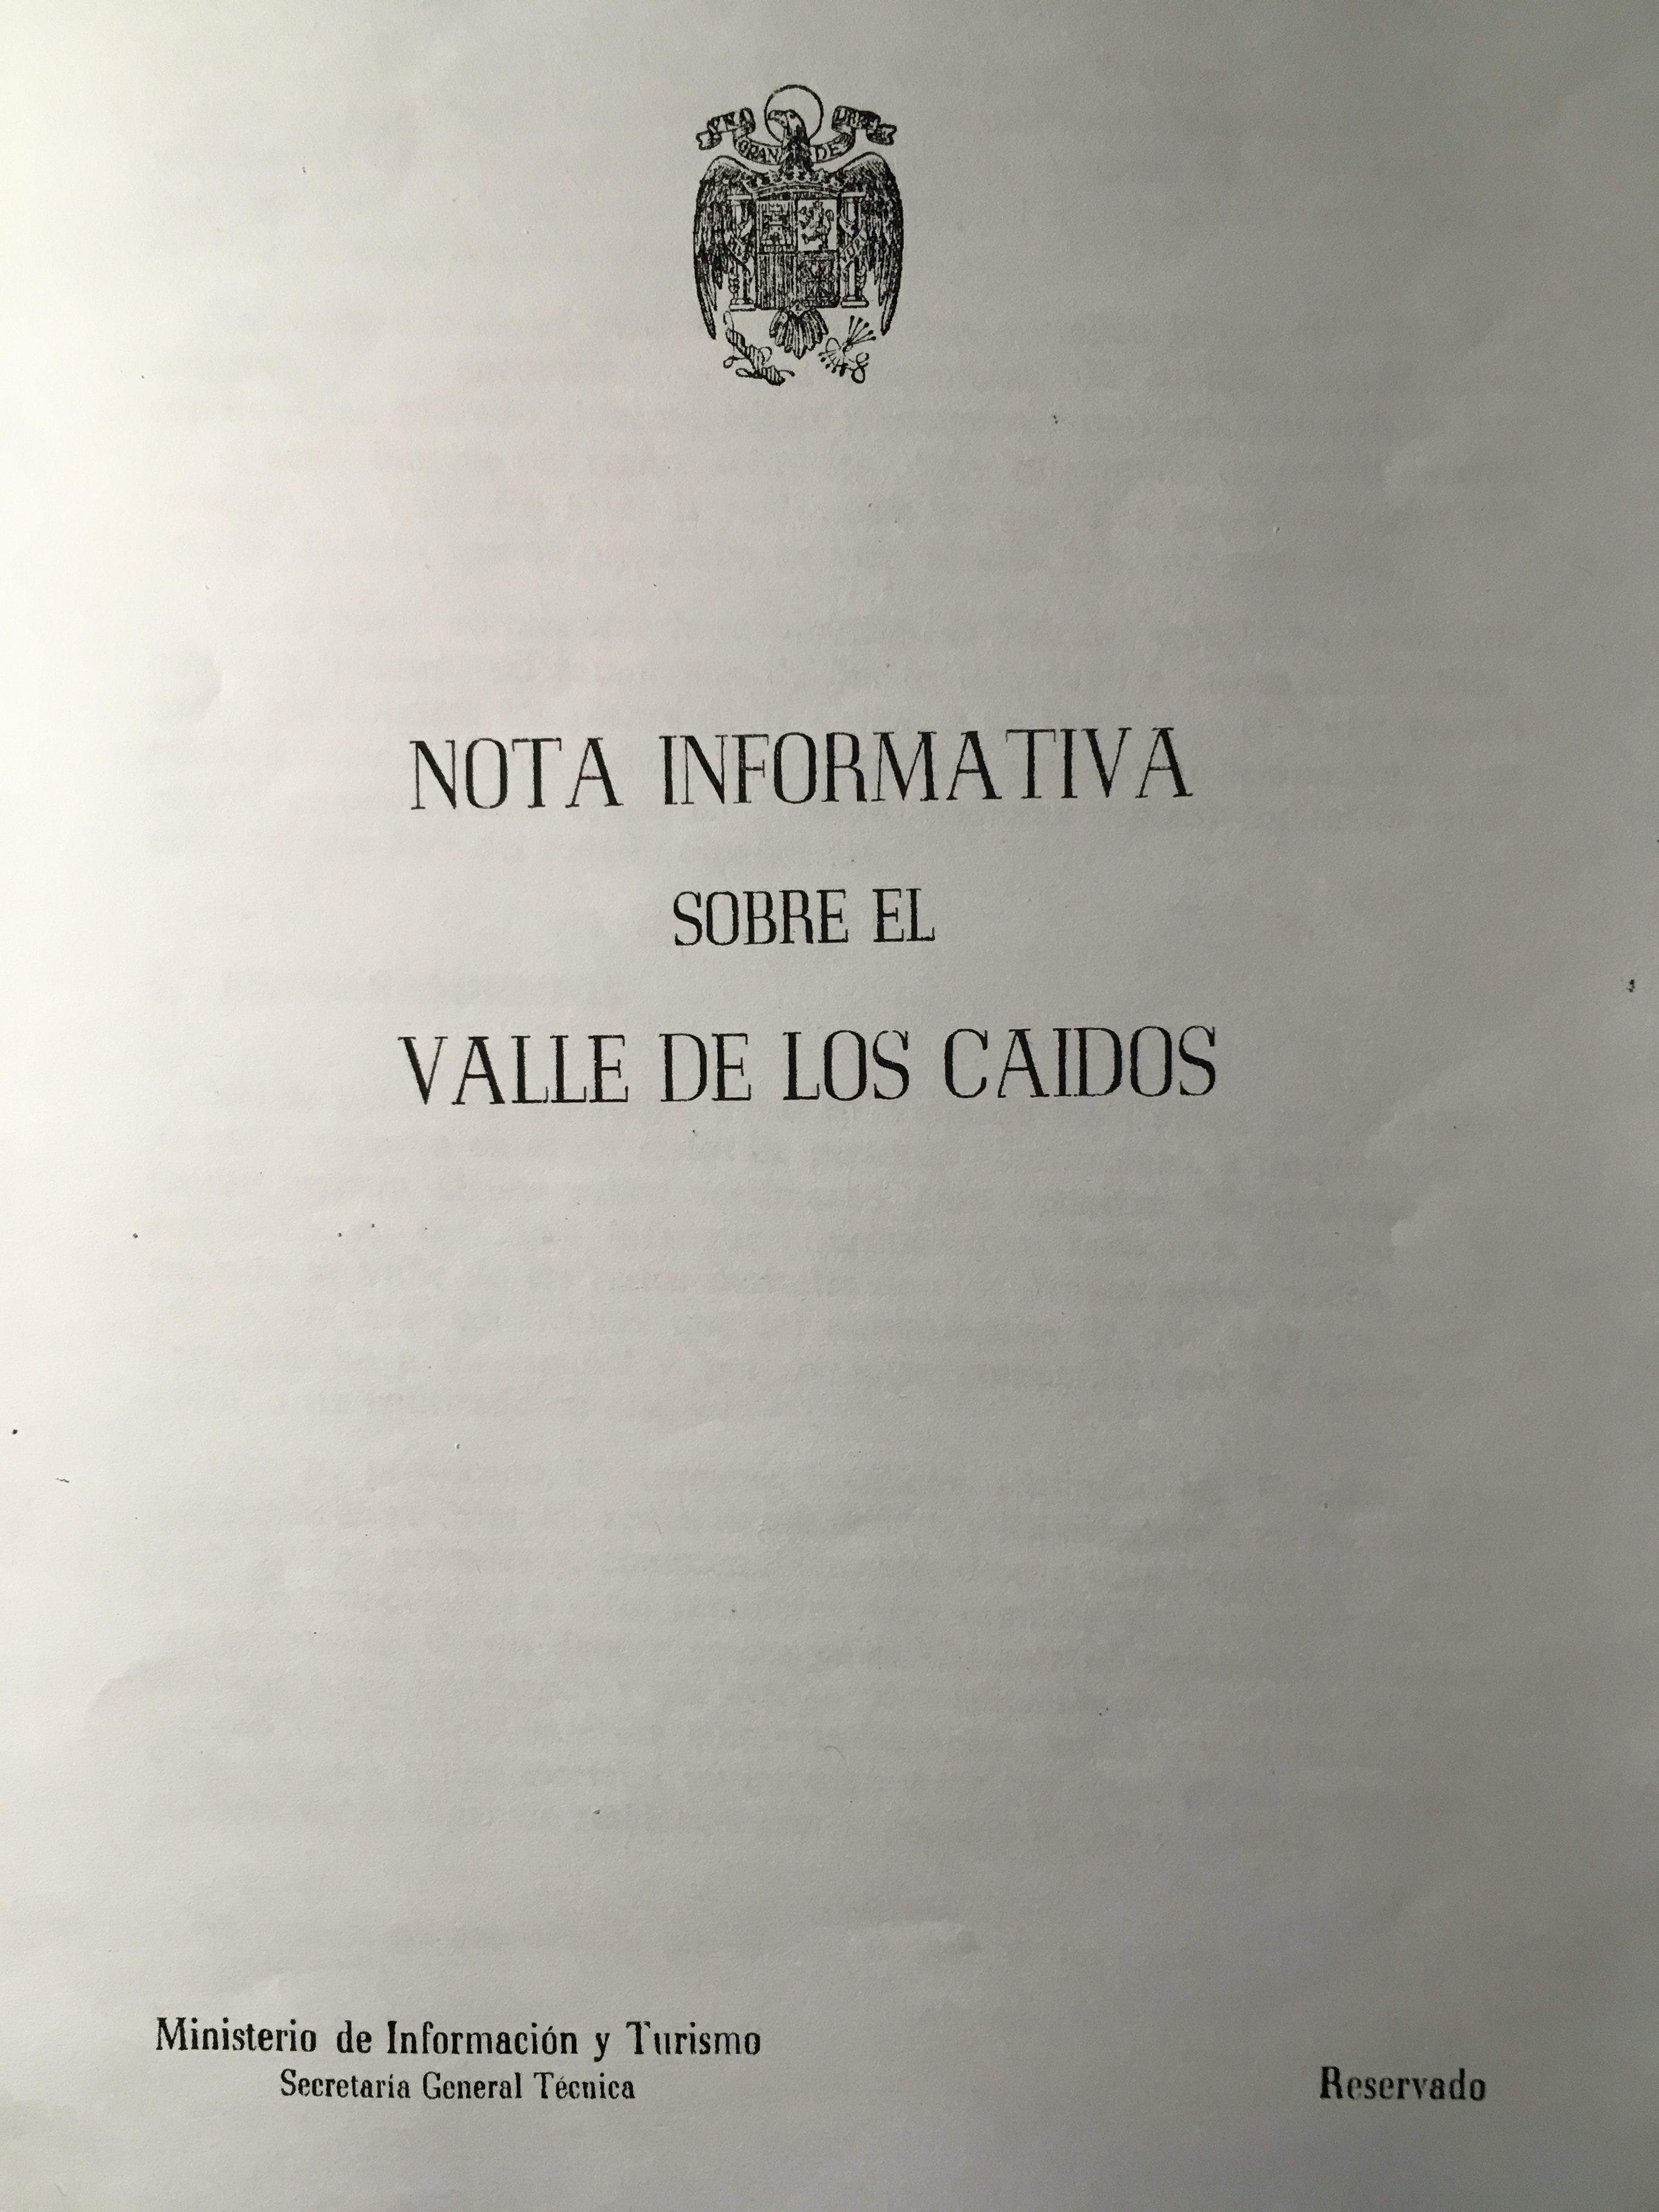 UNA GRANDE LIBRE
NOTA INFORMATIVA
SOBRE EL
VALLE DE LOS CAIDOS
Ministerio de Información y Turismo
Secretaría General Técnica
Reservado